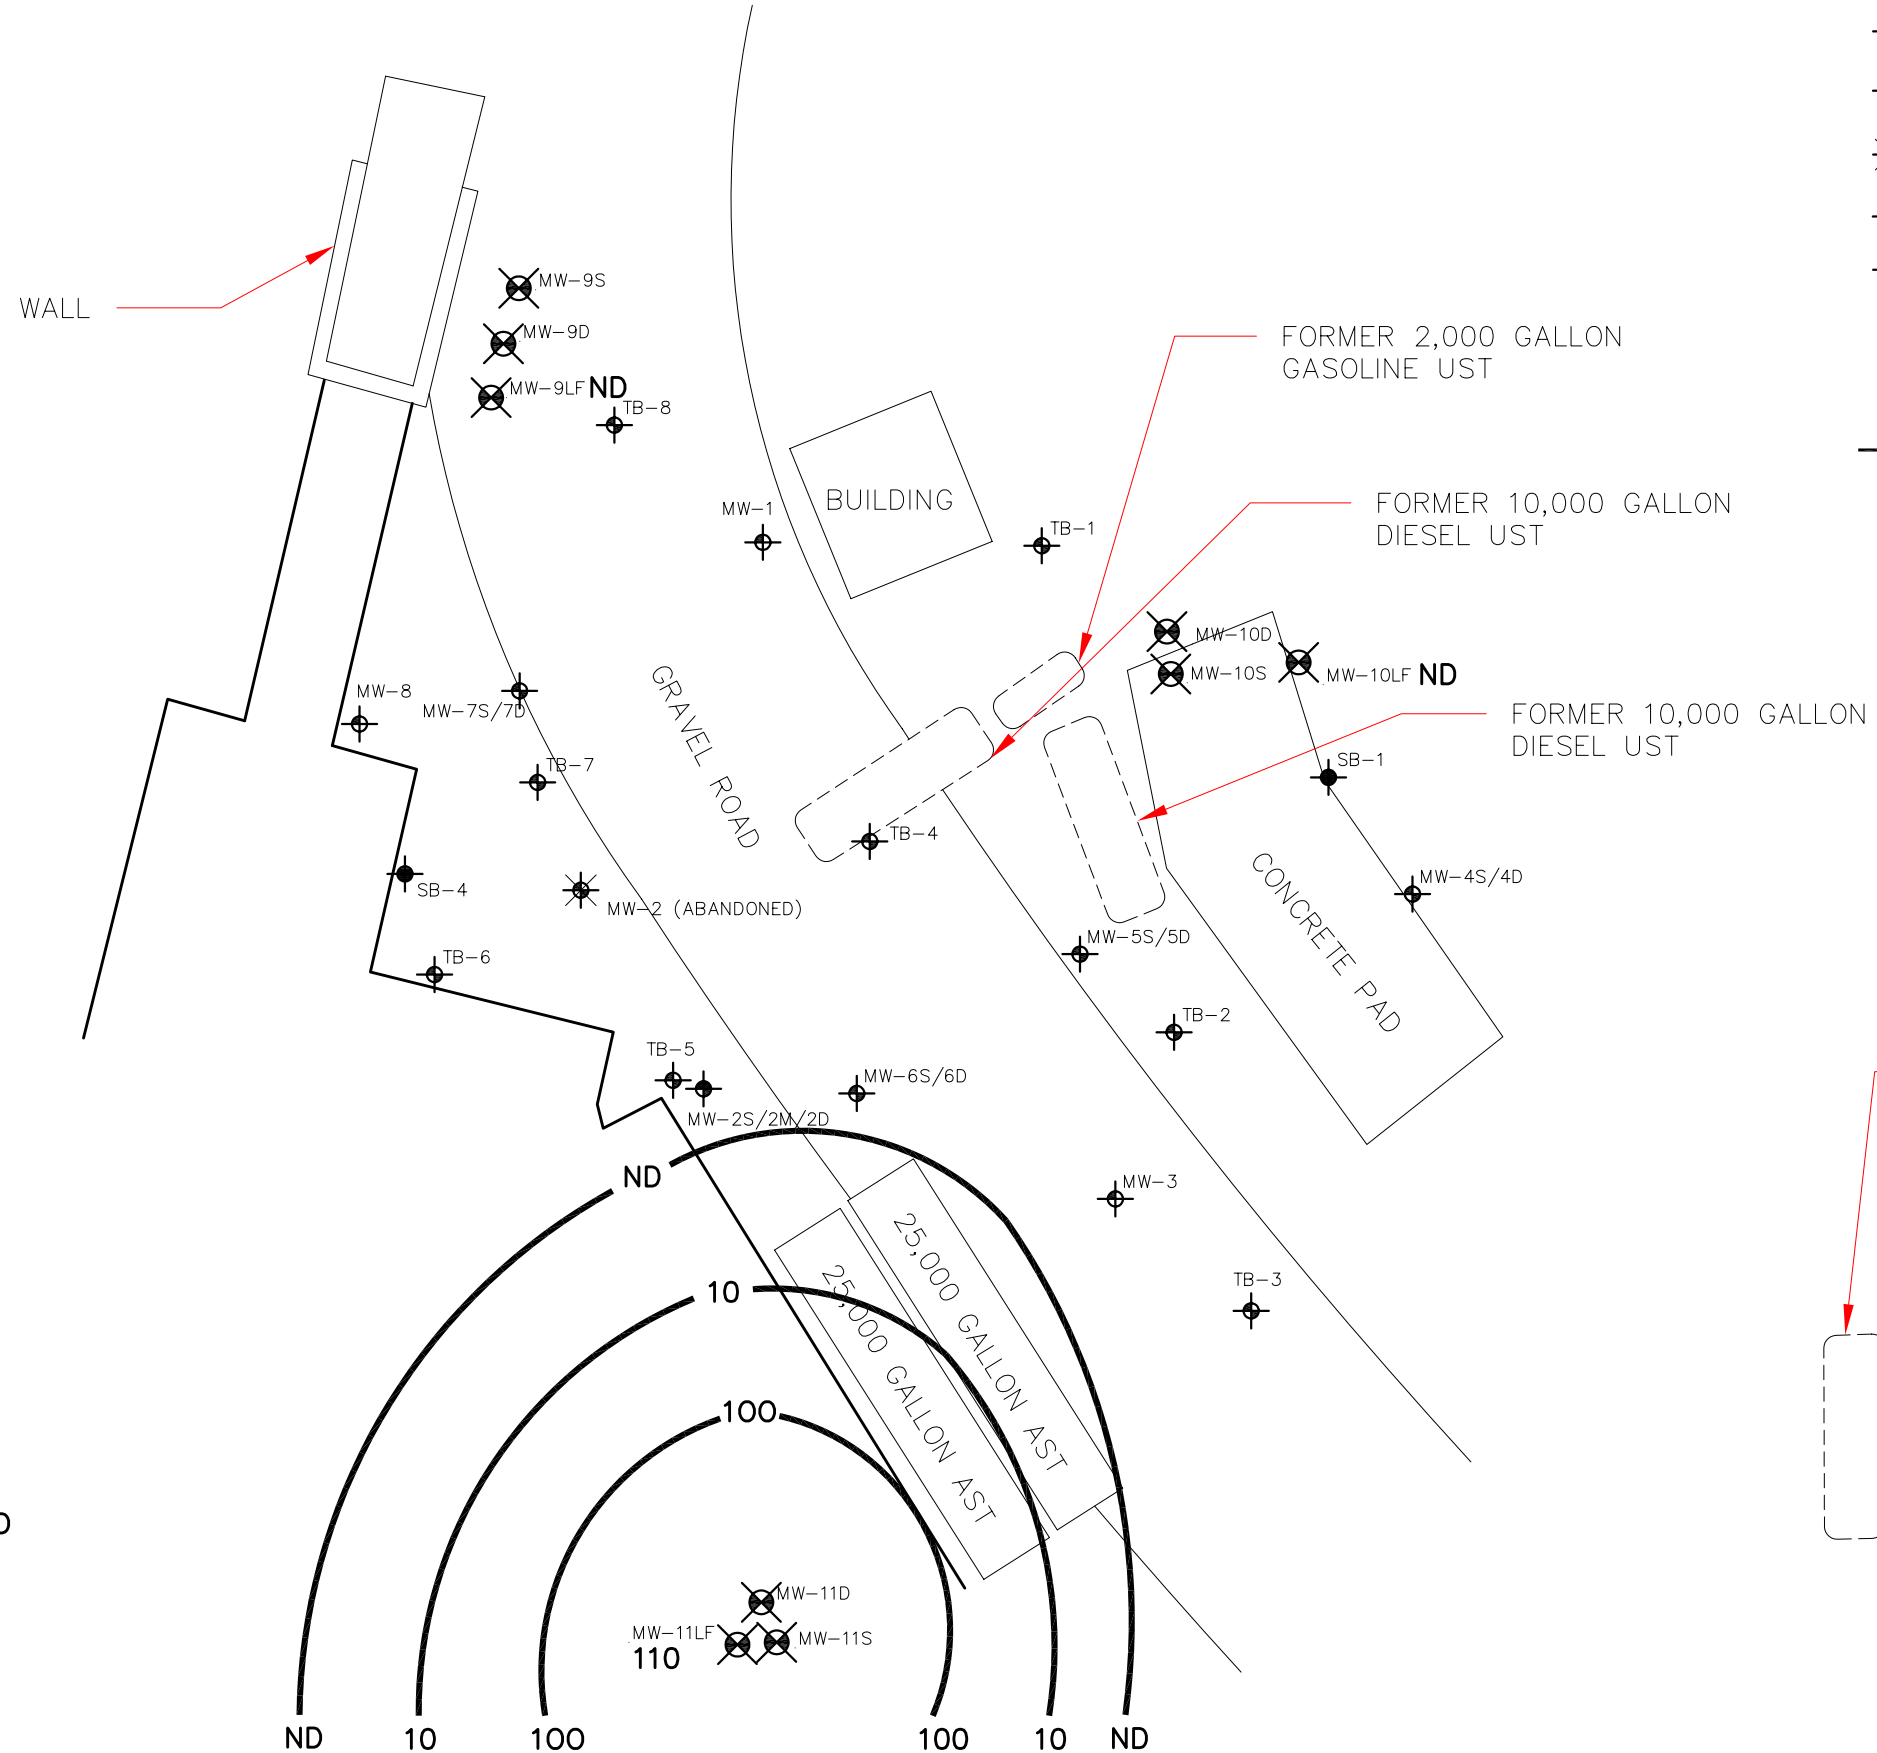 MW-9S
WALL
MW-9D
FORMER 2,000 GALLON
GASOLINE UST
MW-9LF ND
TB-8
BUILDING
FORMER 10,000 GALLON
DIESEL UST
MW-1
TB-1
MW-10D
MW-10S
MW-10LF ND
GRAVEL ROAD
MW-8
MW-7S/7D
FORMER 10,000 GALLON
DIESEL UST
TB-7
SB-1
TB-4
CONCRETE PAD
SB-4
MW-2 (ABANDONED)
MW-4S/4D
MW-5S/5D
TB-6
TB-2
TB-5
MW-6S/6D
MW-2S/2M/2D
ND
MW-3
25,000 GALLON AST
25,000 GALLON AST
TB-3
10
100
MW-11D
MW-11LF
110
MW-11S
ND
10
100
100
10
ND